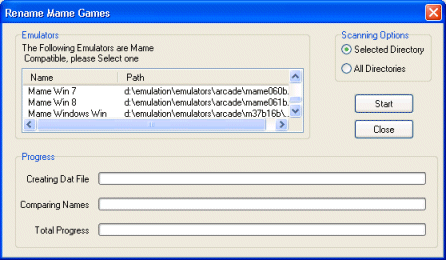 Rename Mame Games
Emulators
The Following Emulators are Mame
Compatible, please Select one
Name Path
Mame Win 7 d:\emulation\emulators\arcade\mame060b.
Mame Win 8 d:\emulation\emulators\arcade\mame061b.
Mame Windows Win d:\emulation\emulators\arcade\m37b16b\..
Scanning Options
Selected Directory
All Directories
Start
Close
Progress
Creating Dat File
Comparing Names
Total Progress